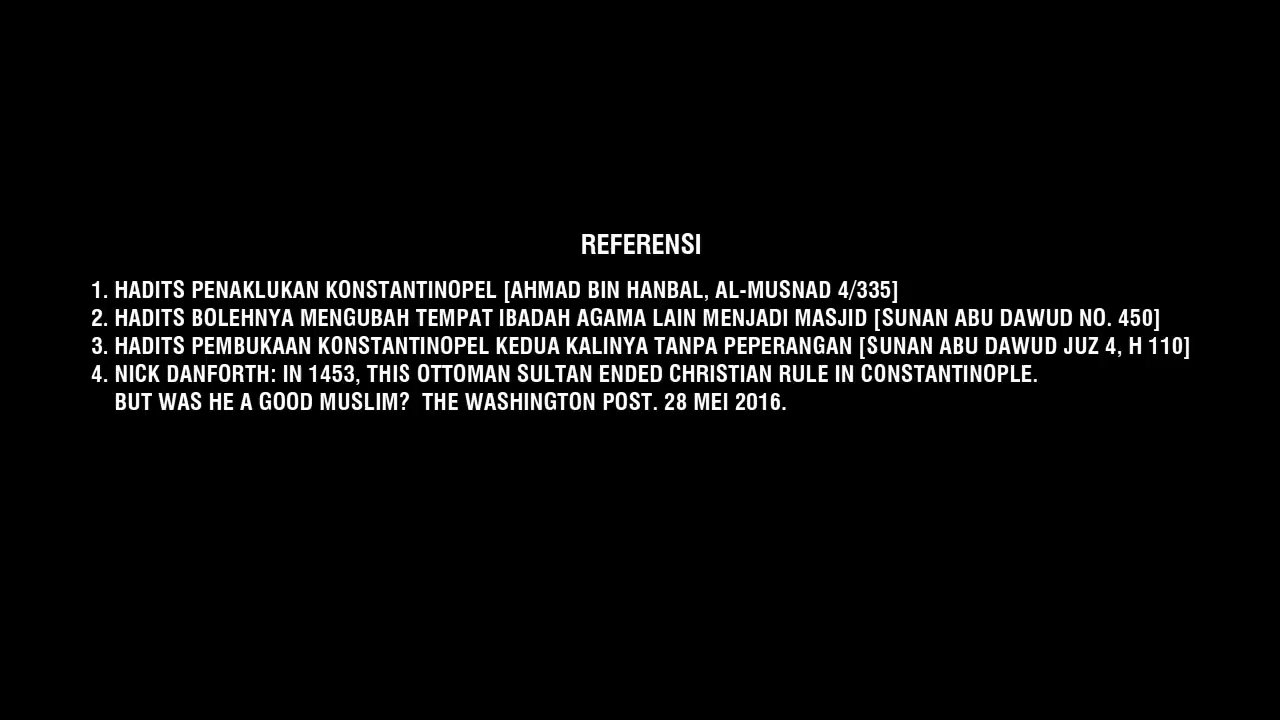 REFERENSI
1. HADITS PENAKLUKAN KONSTANTINOPEL [AHMAD BIN HANBAL, AL-MUSNAD 4/335]
2. HADITS BOLEHNYA MENGUBAH TEMPAT IBADAH AGAMA LAIN MENJADI MASJID [SUNAN ABU DAWUD NO. 450]
3. HADITS PEMBUKAAN KONSTANTINOPEL KEDUA KALINYA TANPA PEPERANGAN [SUNAN ABU DAWUD JUZ 4, H 110]
4. NICK DANFORTH: IN 1453, THIS OTTOMAN SULTAN ENDED CHRISTIAN RULE IN CONSTANTINOPLE.
BUT WAS HE A GOOD MUSLIM?  THE WASHINGTON POST. 28 MEI 2016.